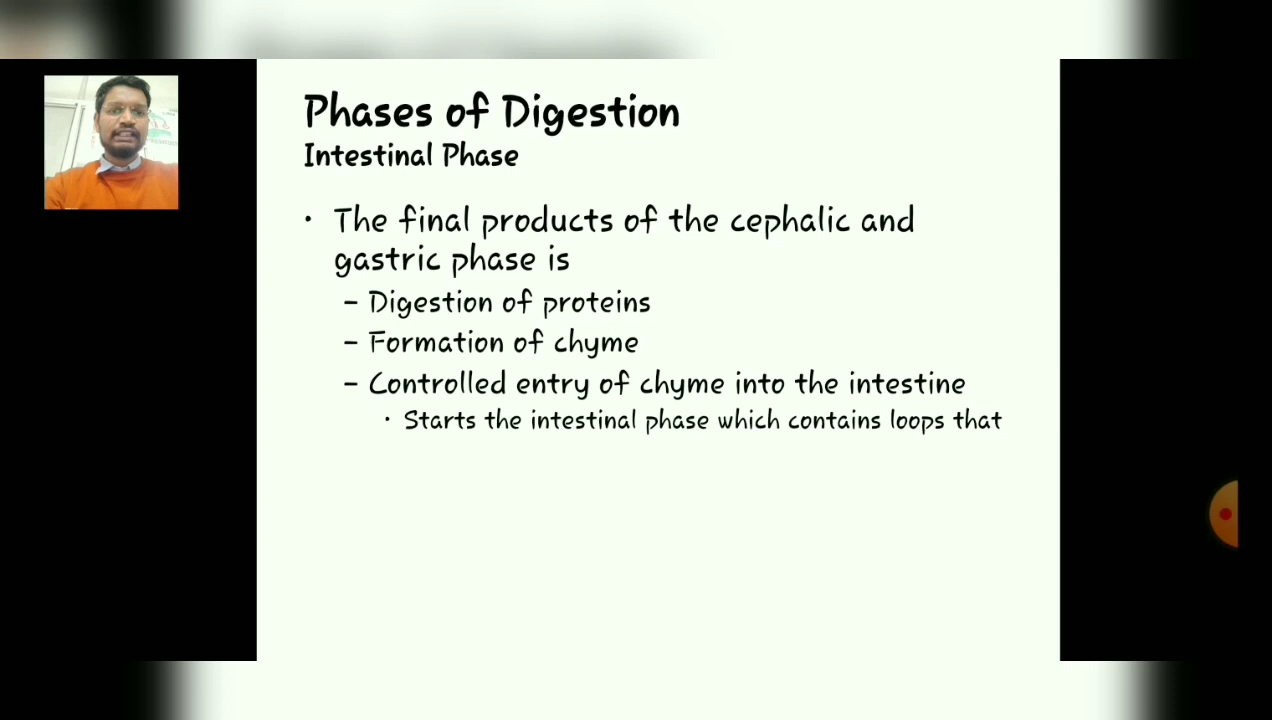 Phases of Digestion
Intestinal Phase
• The final products of the cephalic and
gastric phase is
– Digestion of proteins
– Formation of chyme
– Controlled entry of chyme into the intestine
• Starts the intestinal phase which contains loops that